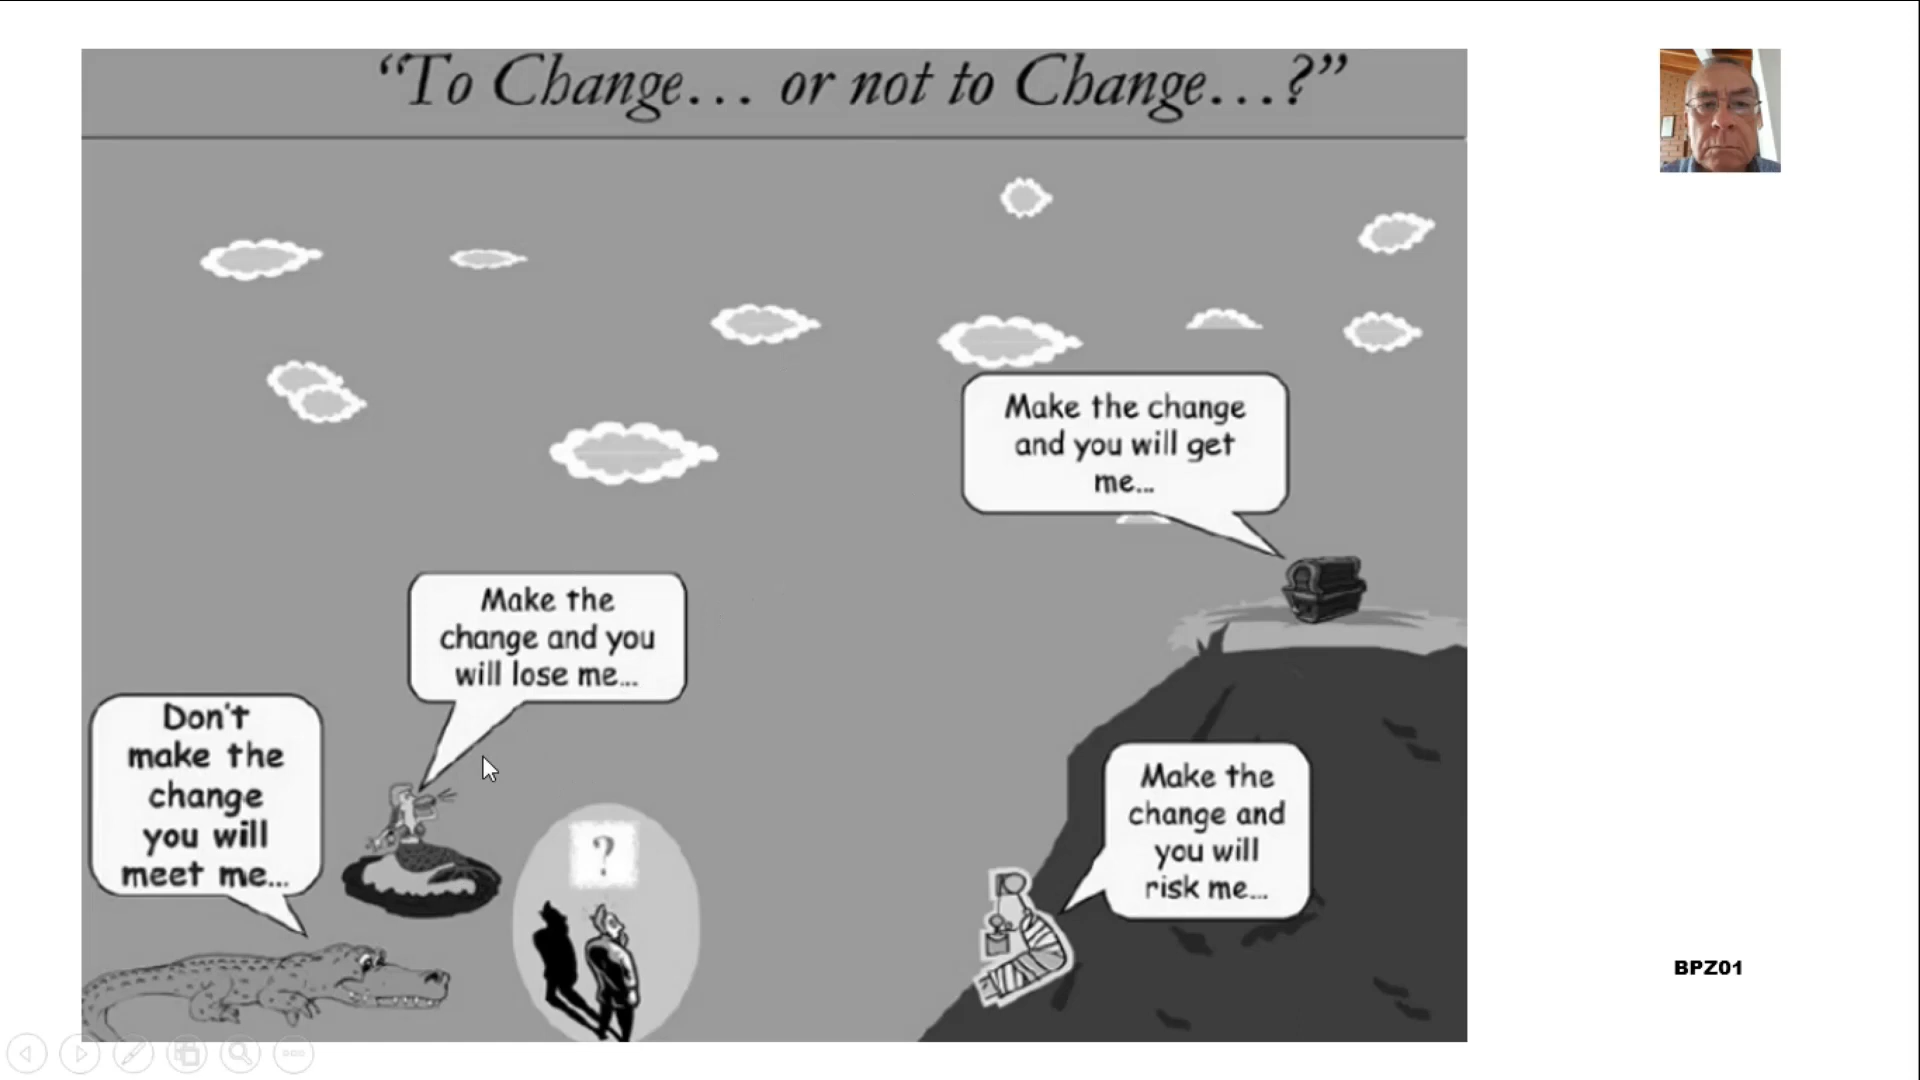 “To Change... or not to Change...?”
Make the change
and you will get
me...
Make the
change and you
will lose me...
Don't
make the
change
you will
meet me...
Make the
change and
you will
risk me...
?
BPZ01